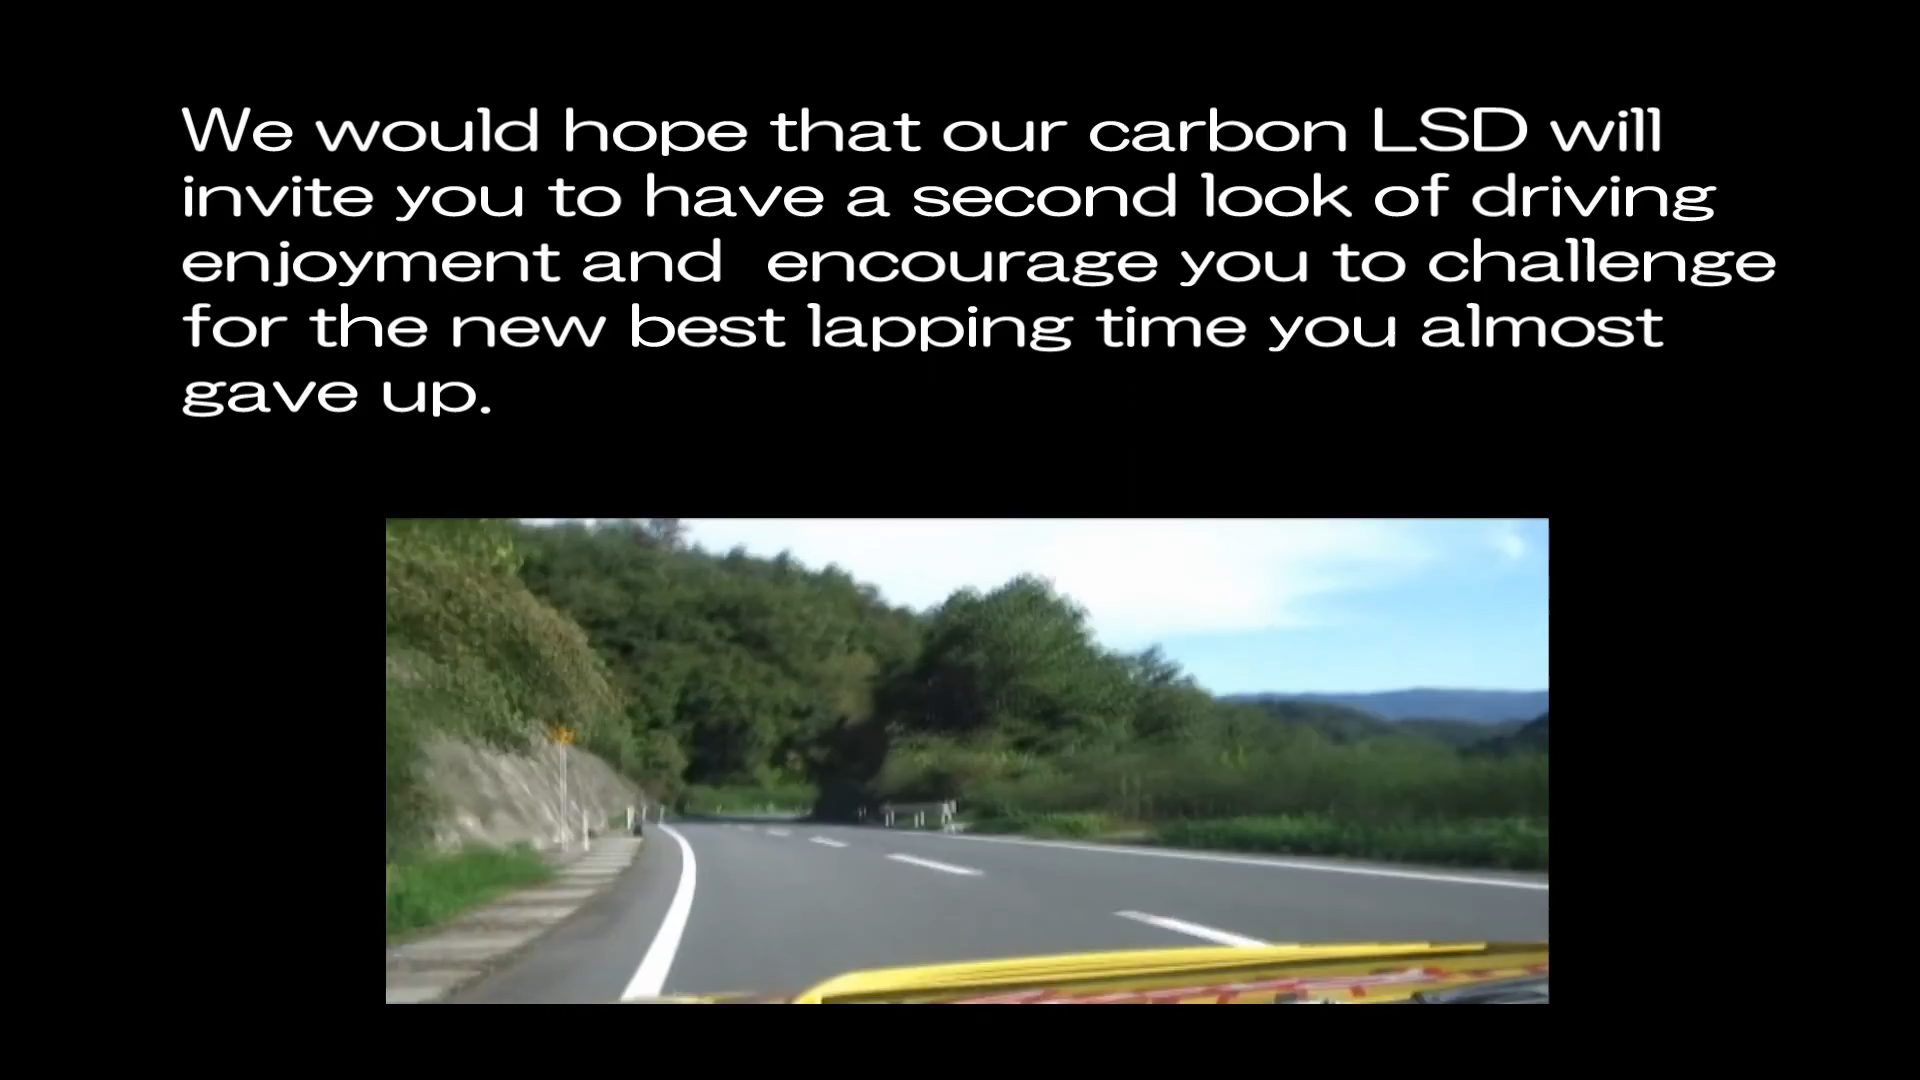 We would hope that our carbon LSD will
invite you to have a second look of driving
enjoyment and  encourage you to challenge
for the new best lapping time you almost
gave up.